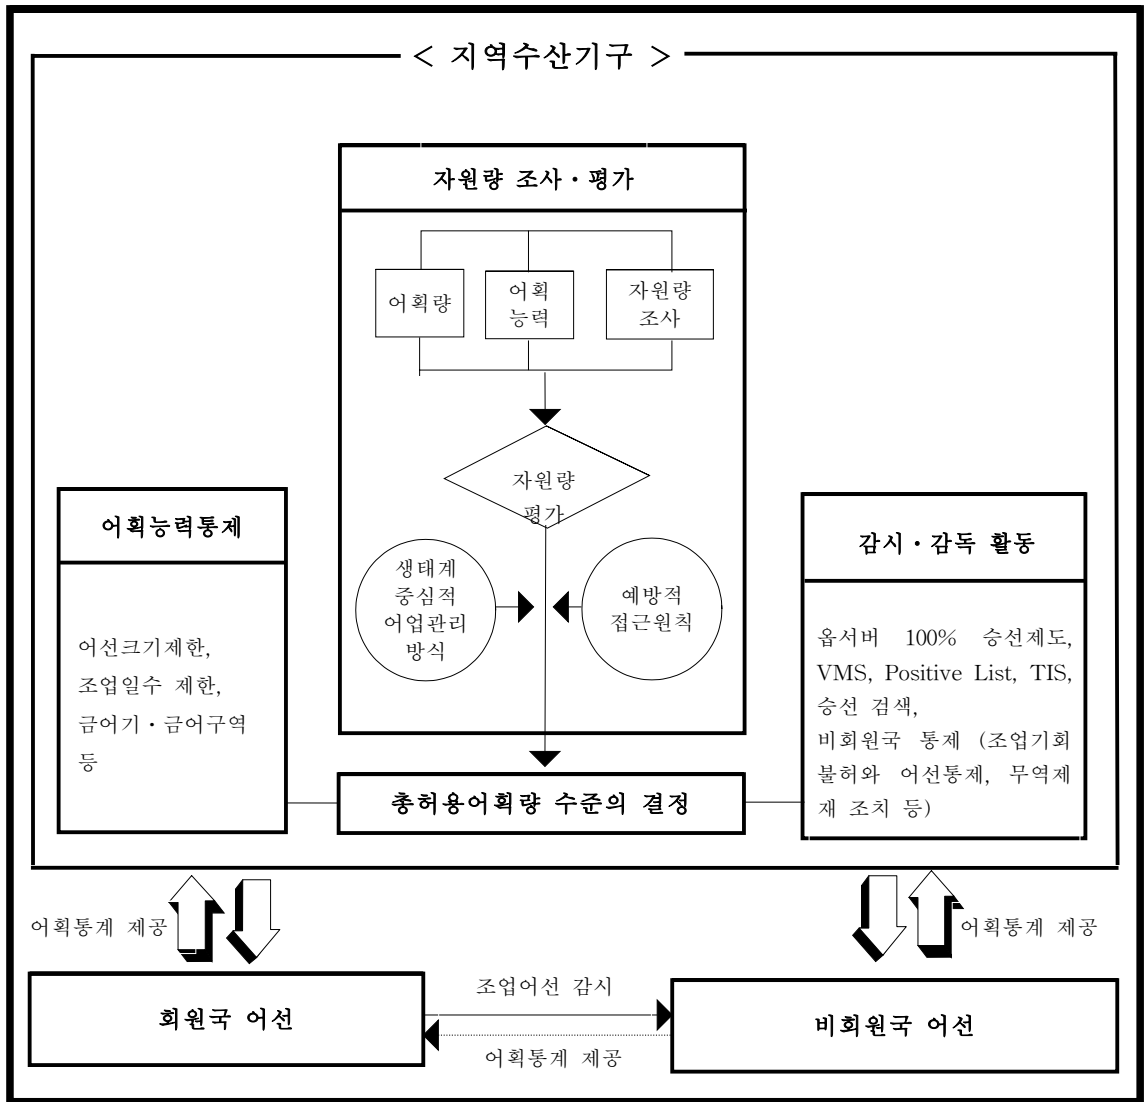 < 지역수산기구 >
자원량 조사・평가
어획량
어획
능력
자원량
조사
자원량
평가
생태계
중심적
어업관리
방식
예방적
접근원칙
어획능력통제
어선크기제한,
조업일수 제한,
금어기・금어구역
등
감시・감독 활동
옵서버 100% 승선제도,
VMS, Positive List, TIS,
승선 검색,
비회원국 통제 (조업기회
불허와 어선통제, 무역제
재 조치 등)
총허용어획량 수준의 결정
어획통계 제공
어획통계 제공
회원국 어선
조업어선 감시
어획통계 제공
비회원국 어선